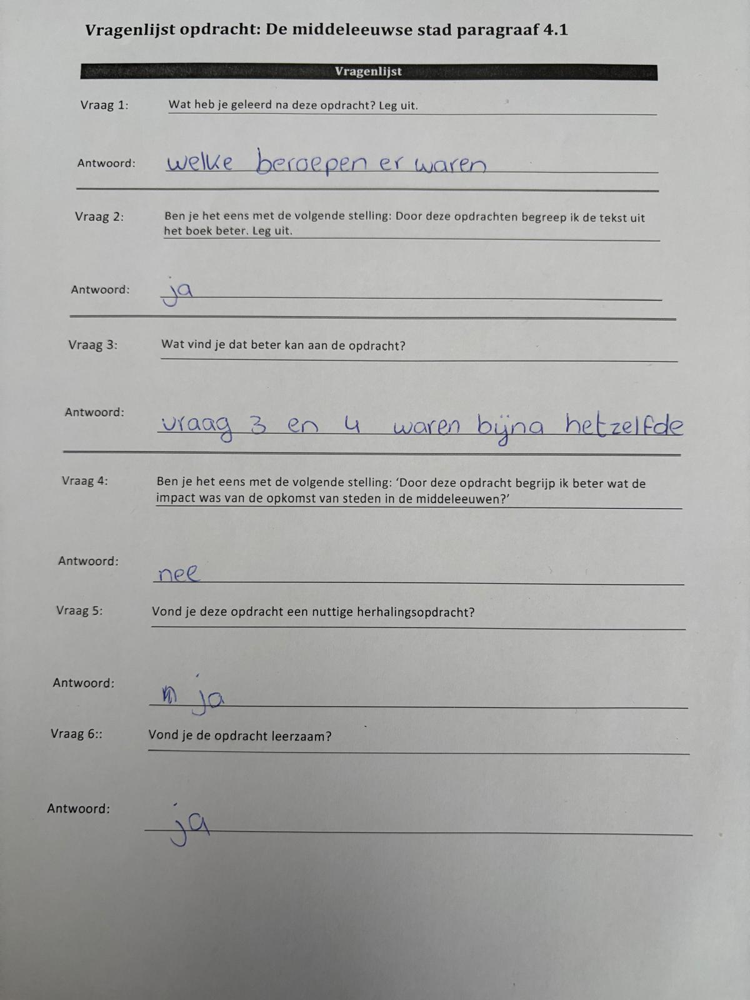 Vragenlijst opdracht: De middeleeuwse stad paragraaf 4.1
Vragenlijst
Vraag 1: Wat heb je geleerd na deze opdracht? Leg uit.
Antwoord: welke beroepen er waren
Vraag 2: Ben je het eens met de volgende stelling: Door deze opdrachten begreep ik de tekst uit
het boek beter. Leg uit.
Antwoord: ja
Vraag 3: Wat vind je dat beter kan aan de opdracht?
Antwoord: vraag 3 en 4 waren bijna hetzelfde
Vraag 4: Ben je het eens met de volgende stelling: ‘Door deze opdracht begrijp ik beter wat de
impact was van de opkomst van steden in de middeleeuwen?’
Antwoord: nee
Vraag 5: Vond je deze opdracht een nuttige herhalingsopdracht?
Antwoord: ja
Vraag 6:: Vond je de opdracht leerzaam?
Antwoord: ja